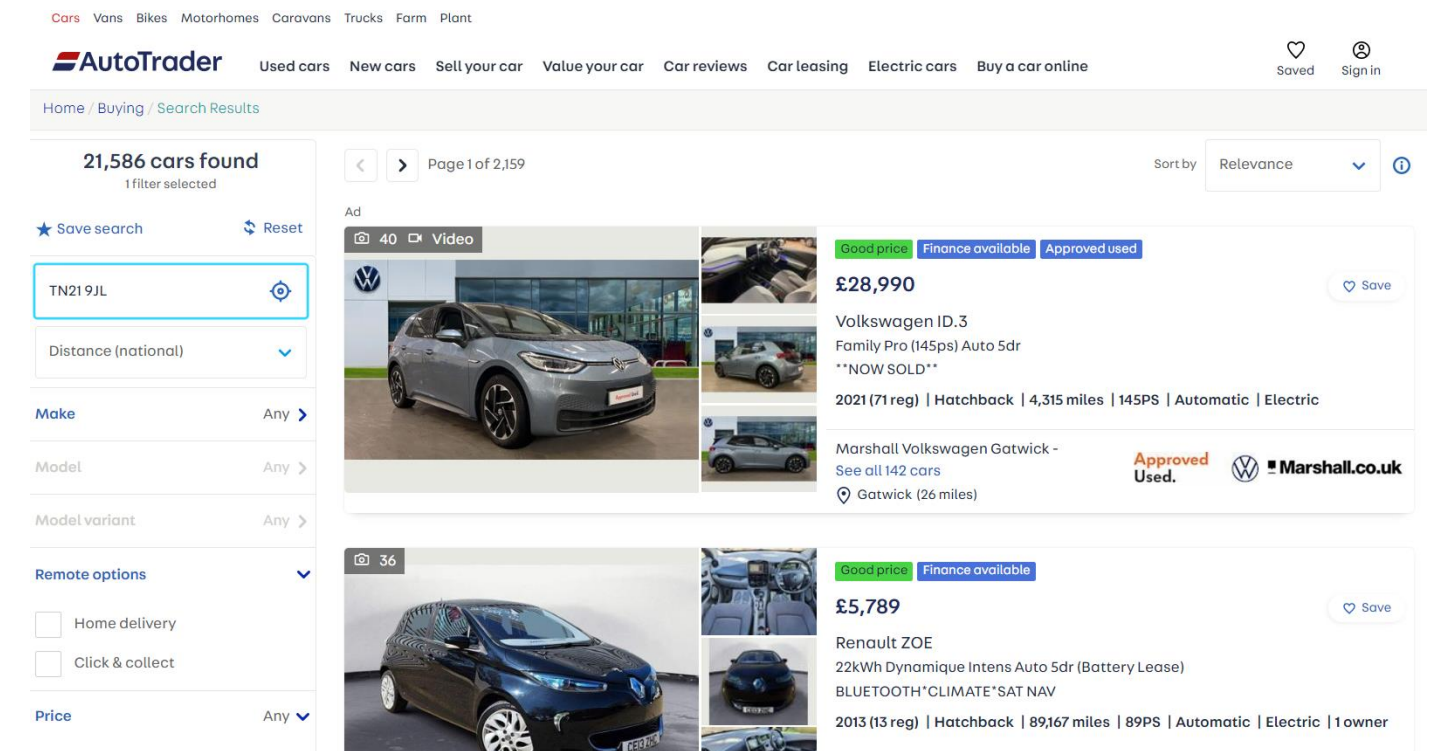 Cars Vans Bikes Motorhomes Caravans Trucks Farm Plant
AutoTrader Used cars New cars Sell your car Value your car Car reviews Car leasing Electric cars Buy a car online Saved Sign in
Home / Buying / Search Results
21,586 cars found
1 filter selected
Save search Reset
TN21 9JL
Distance (national)
Make Any
Model Any
Model variant Any
Remote options
Home delivery
Click & collect
Price Any
Page 1 of 2,159
Sort by Relevance
Ad
40 Video
Good price Finance available Approved used
£28,990
Save
Volkswagen ID.3
Family Pro (145ps) Auto 5dr
**NOW SOLD**
2021 (71 reg) | Hatchback | 4,315 miles | 145PS | Automatic | Electric
Marshall Volkswagen Gatwick -
See all 142 cars
Gatwick (26 miles)
Approved
Used.
Marshall.co.uk
36
Good price Finance available
£5,789
Save
Renault ZOE
22kWh Dynamique Intens Auto 5dr (Battery Lease)
BLUETOOTH*CLIMATE*SAT NAV
2013 (13 reg) | Hatchback | 89,167 miles | 89PS | Automatic | Electric | 1 owner